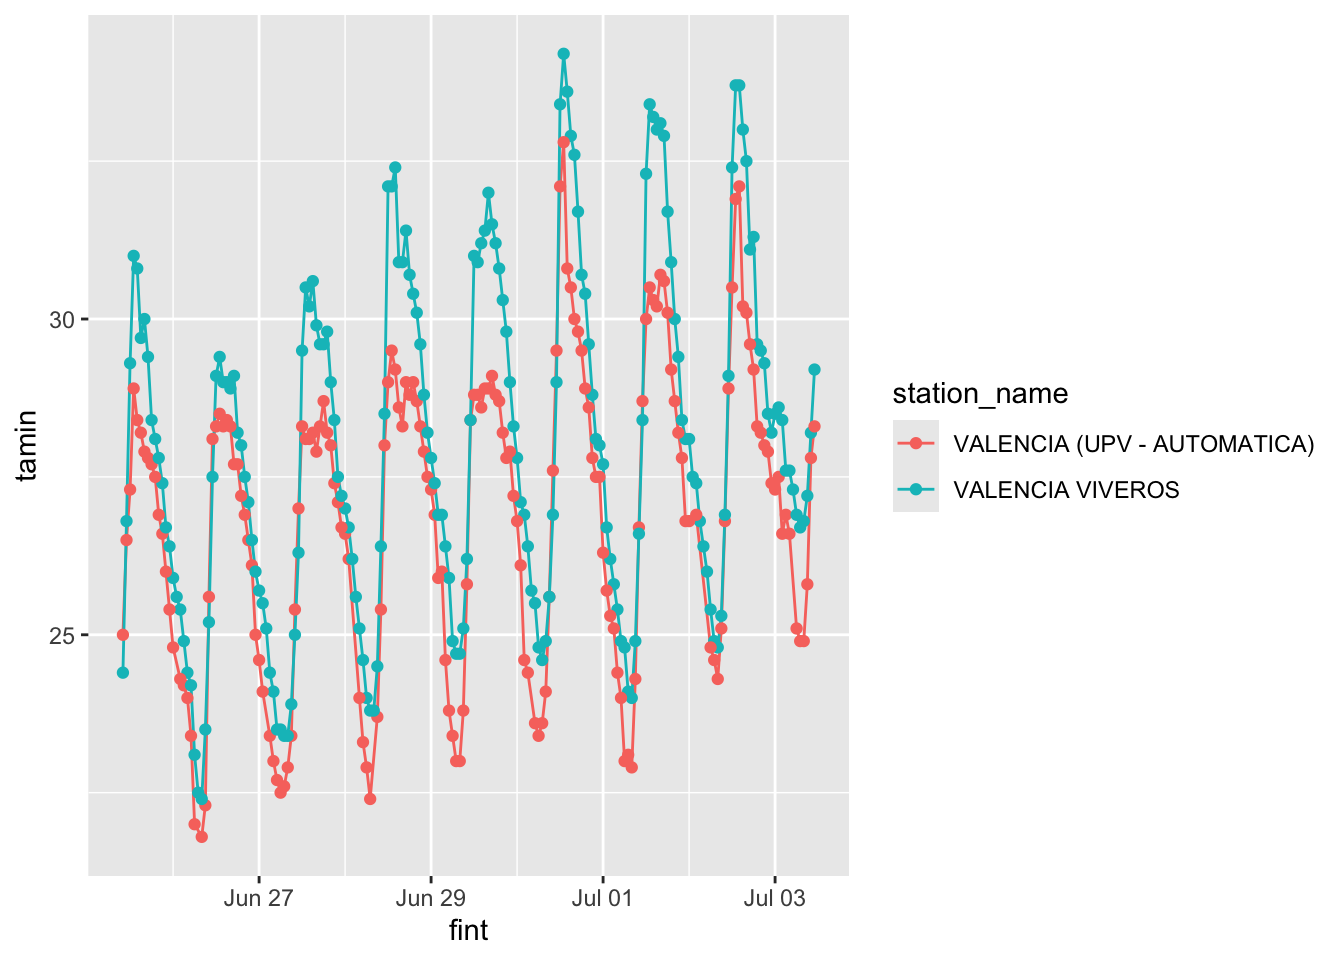 tamin
30
25
Jun 27
Jun 29
Jul 01
Jul 03
fint
station_name
VALENCIA (UPV - AUTOMATICA)
VALENCIA VIVEROS